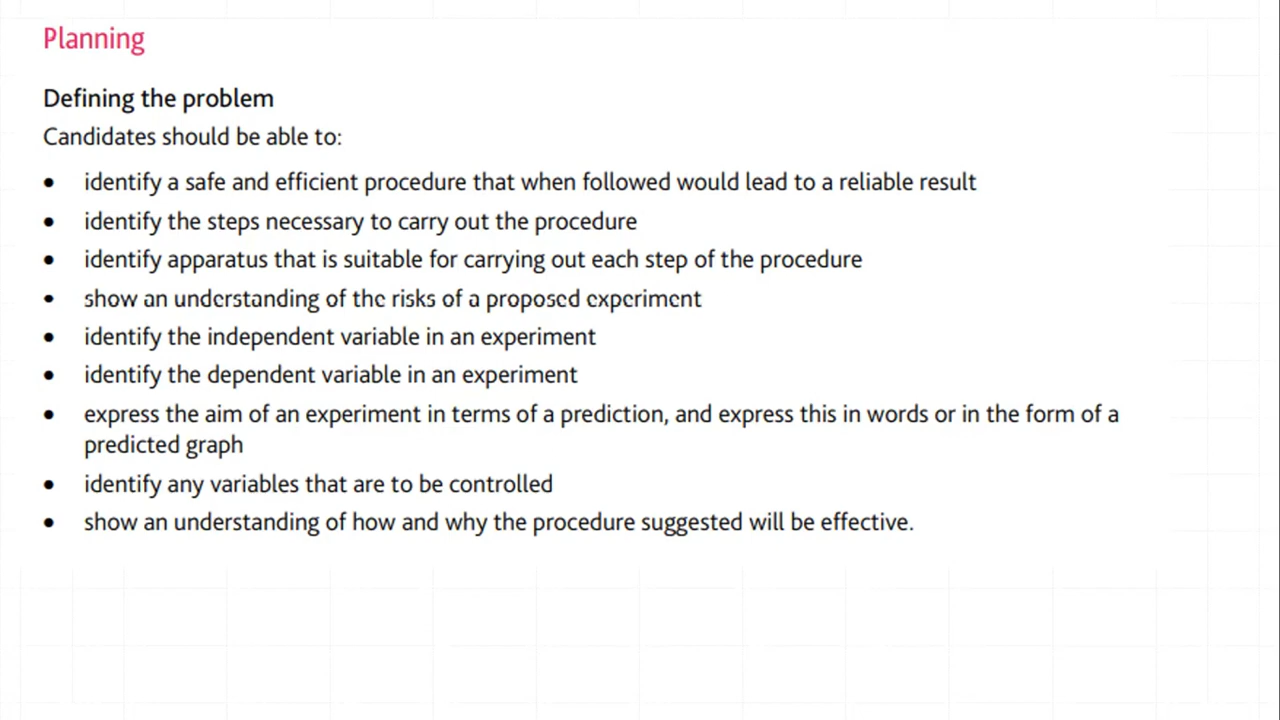 Planning
Defining the problem
Candidates should be able to:
• identify a safe and efficient procedure that when followed would lead to a reliable result
• identify the steps necessary to carry out the procedure
• identify apparatus that is suitable for carrying out each step of the procedure
• show an understanding of the risks of a proposed experiment
• identify the independent variable in an experiment
• identify the dependent variable in an experiment
• express the aim of an experiment in terms of a prediction, and express this in words or in the form of a
predicted graph
• identify any variables that are to be controlled
• show an understanding of how and why the procedure suggested will be effective.